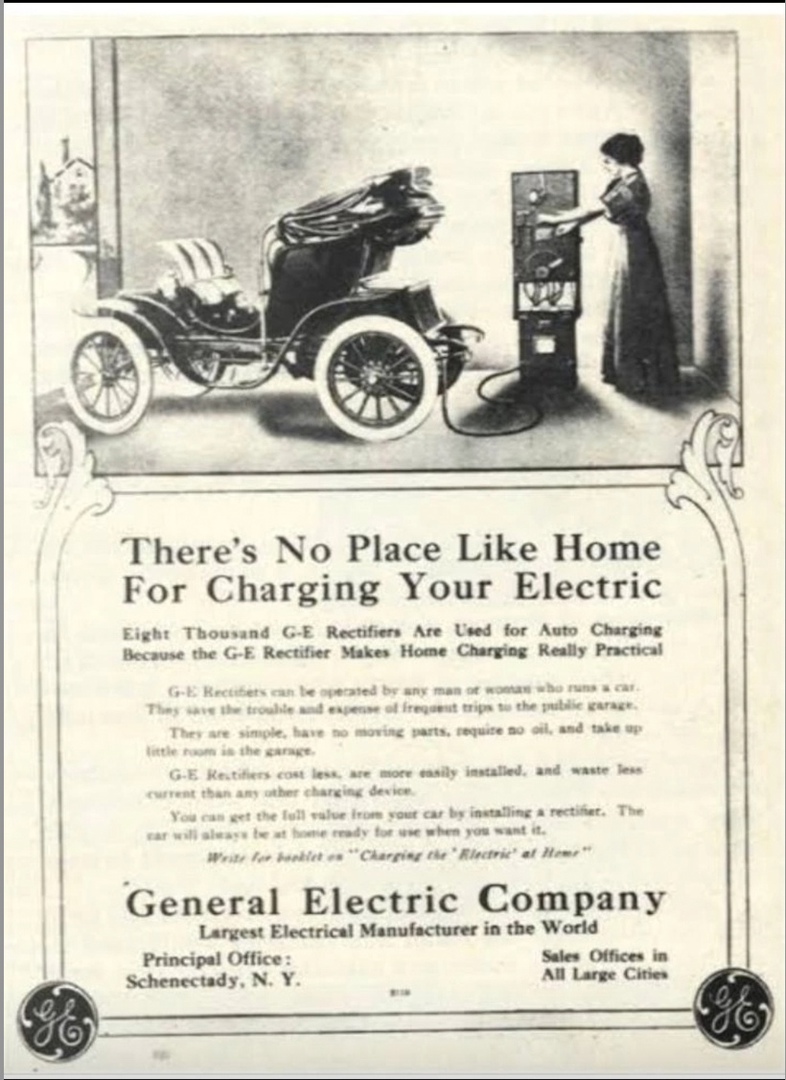 There's No Place Like Home
For Charging Your Electric
Eight Thousand G-E Rectifiers Are Used for Auto Charging
Because the G-E Rectifier Makes Home Charging Really Practical
G-E Rectifiers can be operated by any man or woman who runs a car.
They save the trouble and expense of frequent trips to the public garage.
They are simple, have no moving parts, require no oil, and take up
little room in the garage.
G-E Rectifiers cost less, are more easily installed, and waste less
current than any other charging device.
You can get the full value from your car by installing a rectifier. The
car will always be at home ready for use when you want it.
Write for booklet on "Charging the 'Electric' at Home"
General Electric Company
Largest Electrical Manufacturer in the World
Principal Office:
Schenectady, N. Y.
Sales Offices in
All Large Cities
GE
GE